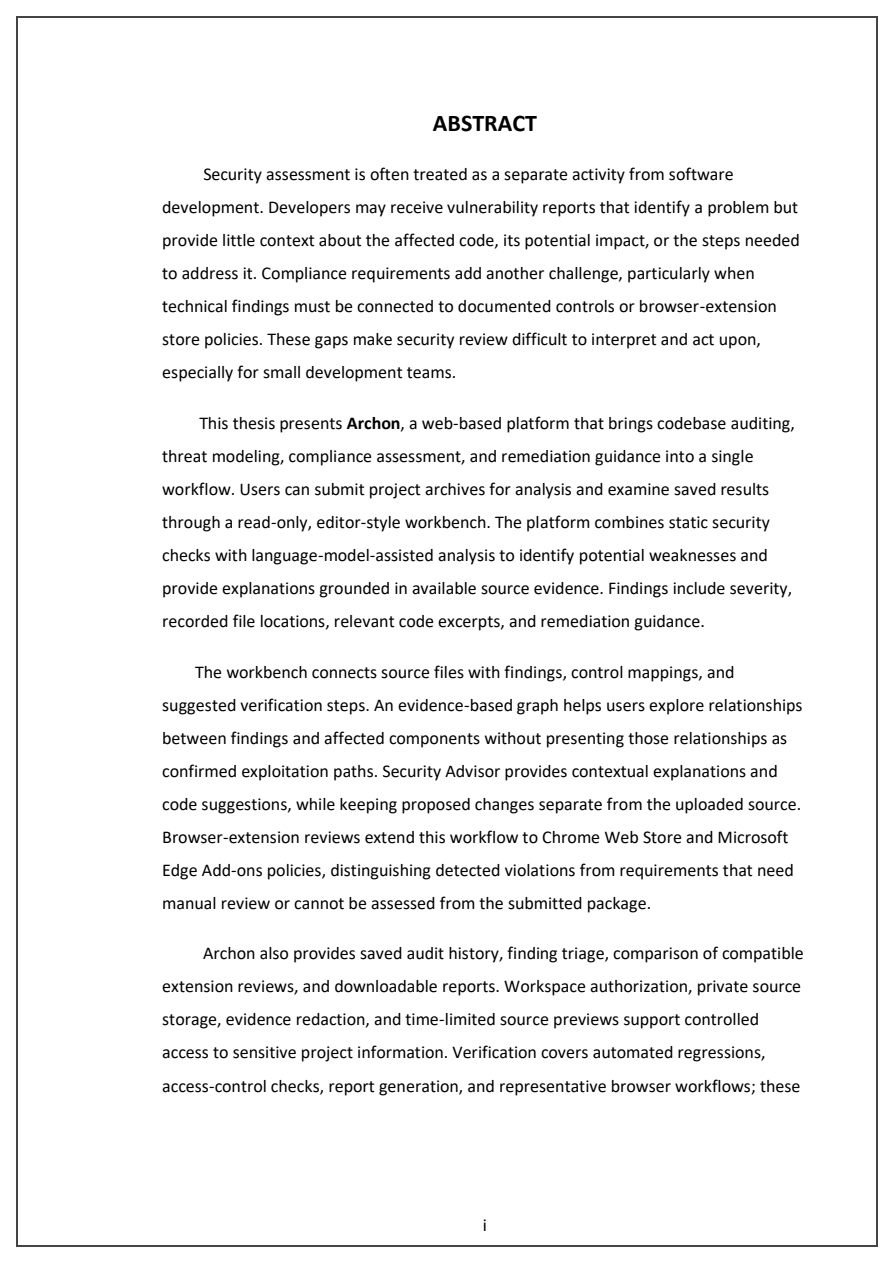 ABSTRACT
Security assessment is often treated as a separate activity from software
development. Developers may receive vulnerability reports that identify a problem but
provide little context about the affected code, its potential impact, or the steps needed
to address it. Compliance requirements add another challenge, particularly when
technical findings must be connected to documented controls or browser-extension
store policies. These gaps make security review difficult to interpret and act upon,
especially for small development teams.
This thesis presents Archon, a web-based platform that brings codebase auditing,
threat modeling, compliance assessment, and remediation guidance into a single
workflow. Users can submit project archives for analysis and examine saved results
through a read-only, editor-style workbench. The platform combines static security
checks with language-model-assisted analysis to identify potential weaknesses and
provide explanations grounded in available source evidence. Findings include severity,
recorded file locations, relevant code excerpts, and remediation guidance.
The workbench connects source files with findings, control mappings, and
suggested verification steps. An evidence-based graph helps users explore relationships
between findings and affected components without presenting those relationships as
confirmed exploitation paths. Security Advisor provides contextual explanations and
code suggestions, while keeping proposed changes separate from the uploaded source.
Browser-extension reviews extend this workflow to Chrome Web Store and Microsoft
Edge Add-ons policies, distinguishing detected violations from requirements that need
manual review or cannot be assessed from the submitted package.
Archon also provides saved audit history, finding triage, comparison of compatible
extension reviews, and downloadable reports. Workspace authorization, private source
storage, evidence redaction, and time-limited source previews support controlled
access to sensitive project information. Verification covers automated regressions,
access-control checks, report generation, and representative browser workflows; these
i